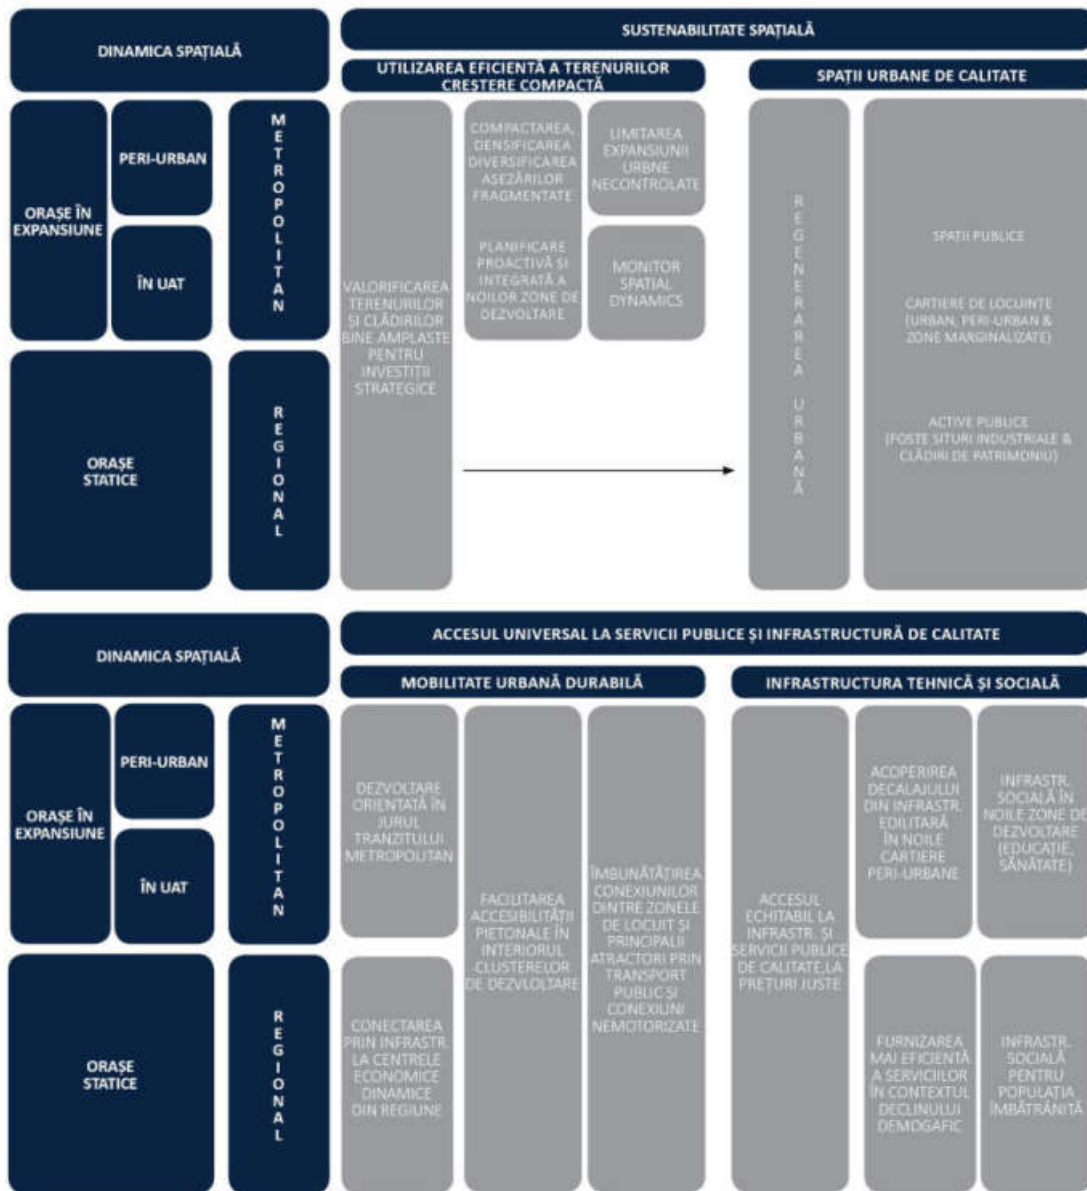 DINAMICA SPAȚIALĂ
SUSTENABILITATE SPAȚIALĂ
UTILIZAREA EFICIENTĂ A TERENURILOR
CREȘTERE COMPACTĂ
SPAȚII URBANE DE CALITATE
ORAȘE ÎN
EXPANSIUNE
PERI-URBAN
ÎN UAT
METROPOLITAN
ORAȘE
STATICE
REGIONAL
VALORIFICAREA
TERENURILOR
ȘI CLĂDIRILOR
BINE AMPLASTE
PENTRU
INVESTIȚII
STRATEGICE
COMPACTAREA,
DENSIFICAREA
DIVERSIFICAREA
AȘEZĂRILOR
FRAGMENTATE
PLANIFICARE
PROACTIVĂ ȘI
INTEGRATĂ A
NOILOR ZONE DE
DEZVOLTARE
LIMITAREA
EXPANSIUNII
URBNE
NECONTROLATE
MONITOR
SPATIAL
DYNAMICS
REGENERAREA URBANĂ
SPAȚII PUBLICE
CARTIERE DE LOCUINȚE
(URBAN, PERI-URBAN &
ZONE MARGINALIZATE)
ACTIVE PUBLICE
(FOSTE SITURI INDUSTRIALE &
CLĂDIRI DE PATRIMONIU)
DINAMICA SPAȚIALĂ
ACCESUL UNIVERSAL LA SERVICII PUBLICE ȘI INFRASTRUCTURĂ DE CALITATE
MOBILITATE URBANĂ DURABILĂ
INFRASTRUCTURA TEHNICĂ ȘI SOCIALĂ
ORAȘE ÎN
EXPANSIUNE
PERI-URBAN
ÎN UAT
METROPOLITAN
ORAȘE
STATICE
REGIONAL
DEZVOLTARE
ORIENTATĂ ÎN
JURUL
TRANZITULUI
METROPOLITAN
CONECTAREA
PRIN INFRASTR.
LA CENTRELE
ECONOMICE
DINAMICE
DIN REGIUNE
FACILITAREA
ACCESIBILITĂȚII
PIETONALE ÎN
INTERIORUL
CLUSTERELOR
DE DEZVLOLTARE
ÎMBUNĂTĂȚIREA
CONEXIUNILOR
DINTRE ZONELE
DE LOCUIT ȘI
PRINCIPALII
ATRACTORI PRIN
TRANSPORT
PUBLIC ȘI
CONEXIUNI
NEMOTORIZATE
ACCESUL
ECHITABIL LA
INFRASTR. ȘI
SERVICII PUBLICE
DE CALITATE,LA
PREȚURI JUSTE
ACOPERIREA
DECALAJULUI
DIN INFRASTR.
EDILITARĂ
ÎN NOILE
CARTIERE
PERI-URBANE
INFRASTR.
SOCIALĂ ÎN
NOILE ZONE DE
DEZVOLTARE
(EDUCAȚIE,
SĂNĂTATE)
FURNIZAREA
MAI EFICIENTĂ
A SERVICIILOR
ÎN CONTEXTUL
DECLINULUI
DEMOGAFIC
INFRASTR.
SOCIALĂ
PENTRU
POPULAȚIA
ÎMBĂTRÂNITĂ